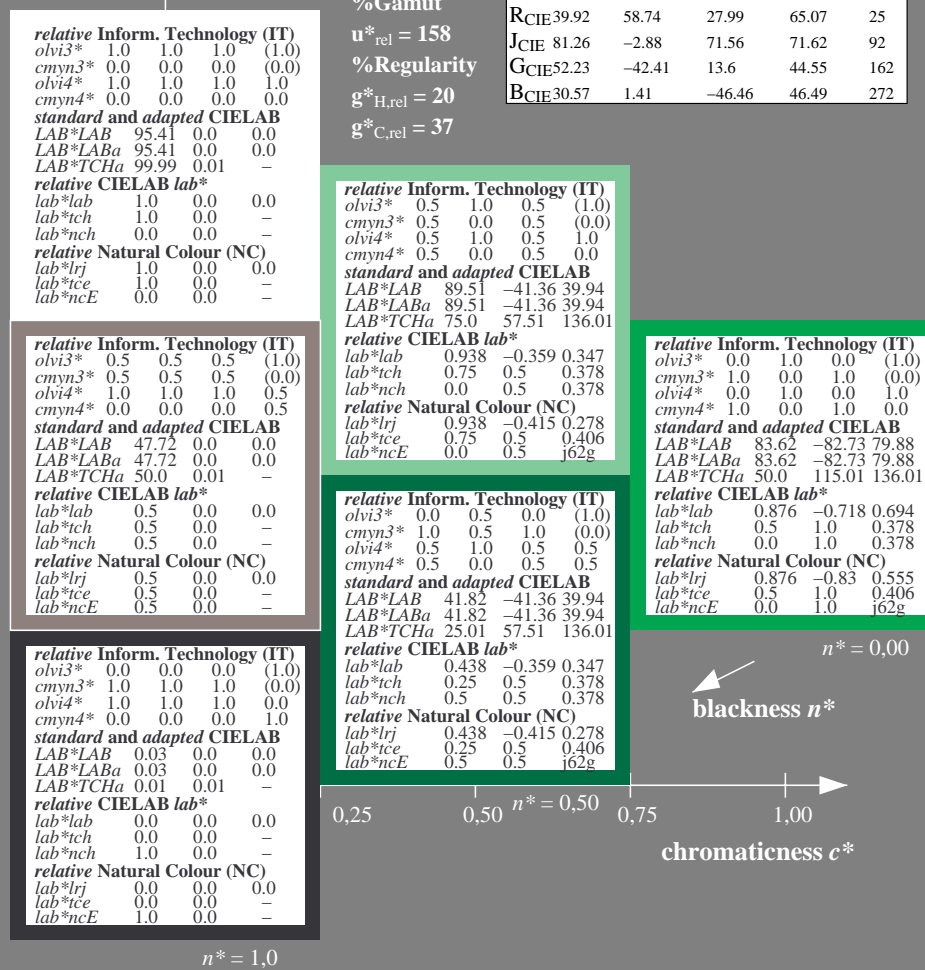 %Gamut
u*rel = 158
%Regularity
g*H,rel = 20
g*C,rel = 37
RCIE 39.92 58.74 27.99 65.07 25
JCIE 81.26 −2.88 71.56 71.62 92
GCIE 52.23 −42.41 13.6 44.55 162
BCIE 30.57 1.41 −46.46 46.49 272
relative Inform. Technology (IT)
olvi3* 1.0 1.0 1.0 (1.0)
cmyn3* 0.0 0.0 0.0 (0.0)
olvi4* 1.0 1.0 1.0 1.0
cmyn4* 0.0 0.0 0.0 0.0
standard and adapted CIELAB
LAB*LAB 95.41 0.0 0.0
LAB*LABa 95.41 0.0 0.0
LAB*TCHa 99.99 0.01 –
relative CIELAB lab*
lab*lab 1.0 0.0 0.0
lab*tch 1.0 0.0 –
lab*nch 0.0 0.0 –
relative Natural Colour (NC)
lab*lrj 1.0 0.0 0.0
lab*tce 1.0 0.0 –
lab*ncE 0.0 0.0 –
relative Inform. Technology (IT)
olvi3* 0.5 1.0 0.5 (1.0)
cmyn3* 0.5 0.0 0.5 (0.0)
olvi4* 0.5 1.0 0.5 1.0
cmyn4* 0.5 0.0 0.5 0.0
standard and adapted CIELAB
LAB*LAB 89.51 −41.36 39.94
LAB*LABa 89.51 −41.36 39.94
LAB*TCHa 75.0 57.51 136.01
relative CIELAB lab*
lab*lab 0.938 −0.359 0.347
lab*tch 0.75 0.5 0.378
lab*nch 0.0 0.5 0.378
relative Natural Colour (NC)
lab*lrj 0.938 −0.415 0.278
lab*tce 0.75 0.5 0.406
lab*ncE 0.0 0.5 j62g
relative Inform. Technology (IT)
olvi3* 0.5 0.5 0.5 (1.0)
cmyn3* 0.5 0.5 0.5 (0.0)
olvi4* 1.0 1.0 1.0 0.5
cmyn4* 0.0 0.0 0.0 0.5
standard and adapted CIELAB
LAB*LAB 47.72 0.0 0.0
LAB*LABa 47.72 0.0 0.0
LAB*TCHa 50.0 0.01 –
relative CIELAB lab*
lab*lab 0.5 0.0 0.0
lab*tch 0.5 0.0 –
lab*nch 0.5 0.0 –
relative Natural Colour (NC)
lab*lrj 0.5 0.0 0.0
lab*tce 0.5 0.0 –
lab*ncE 0.5 0.0 –
relative Inform. Technology (IT)
olvi3* 0.0 1.0 0.0 (1.0)
cmyn3* 1.0 0.0 1.0 (0.0)
olvi4* 0.0 1.0 0.0 1.0
cmyn4* 1.0 0.0 1.0 0.0
standard and adapted CIELAB
LAB*LAB 83.62 −82.73 79.88
LAB*LABa 83.62 −82.73 79.88
LAB*TCHa 50.0 115.01 136.01
relative CIELAB lab*
lab*lab 0.876 −0.718 0.694
lab*tch 0.5 1.0 0.378
lab*nch 0.0 1.0 0.378
relative Natural Colour (NC)
lab*lrj 0.876 −0.83 0.555
lab*tce 0.5 1.0 0.406
lab*ncE 0.0 1.0 j62g
relative Inform. Technology (IT)
olvi3* 0.0 0.5 0.0 (1.0)
cmyn3* 1.0 0.5 1.0 (0.0)
olvi4* 0.5 1.0 0.5 0.5
cmyn4* 0.5 0.0 0.5 0.5
standard and adapted CIELAB
LAB*LAB 41.82 −41.36 39.94
LAB*LABa 41.82 −41.36 39.94
LAB*TCHa 25.01 57.51 136.01
relative CIELAB lab*
lab*lab 0.438 −0.359 0.347
lab*tch 0.25 0.5 0.378
lab*nch 0.5 0.5 0.378
relative Natural Colour (NC)
lab*lrj 0.438 −0.415 0.278
lab*tce 0.25 0.5 0.406
lab*ncE 0.5 0.5 j62g
relative Inform. Technology (IT)
olvi3* 0.0 0.0 0.0 (1.0)
cmyn3* 1.0 1.0 1.0 (0.0)
olvi4* 1.0 1.0 1.0 0.0
cmyn4* 0.0 0.0 0.0 1.0
standard and adapted CIELAB
LAB*LAB 0.03 0.0 0.0
LAB*LABa 0.03 0.0 0.0
LAB*TCHa 0.01 0.01 –
relative CIELAB lab*
lab*lab 0.0 0.0 0.0
lab*tch 0.0 0.0 –
lab*nch 1.0 0.0 –
relative Natural Colour (NC)
lab*lrj 0.0 0.0 0.0
lab*tce 0.0 0.0 –
lab*ncE 1.0 0.0 –
n* = 0,00
blackness n*
0,25 0,50 n* = 0,50 0,75 1,00
chromaticness c*
n* = 1,0